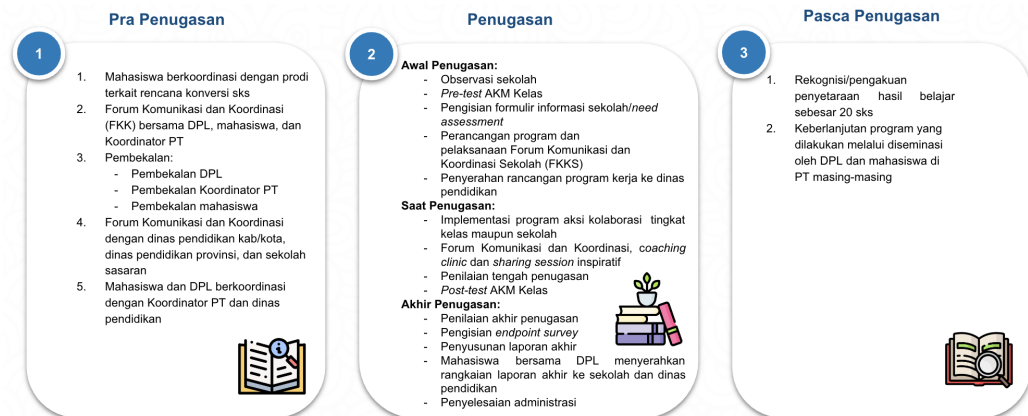 Pra Penugasan
1
1. Mahasiswa berkoordinasi dengan prodi
terkait rencana konversi sks
2. Forum Komunikasi dan Koordinasi
(FKK) bersama DPL, mahasiswa, dan
Koordinator PT
3. Pembekalan:
- Pembekalan DPL
- Pembekalan Koordinator PT
- Pembekalan mahasiswa
4. Forum Komunikasi dan Koordinasi
dengan dinas pendidikan kab/kota,
dinas pendidikan provinsi, dan sekolah
sasaran
5. Mahasiswa dan DPL berkoordinasi
dengan Koordinator PT dan dinas
pendidikan
Penugasan
2
Awal Penugasan:
- Observasi sekolah
- Pre-test AKM Kelas
- Pengisian formulir informasi sekolah/need
assessment
- Perancangan program dan
pelaksanaan Forum Komunikasi dan
Koordinasi Sekolah (FKKS)
- Penyerahan rancangan program kerja ke dinas
pendidikan
Saat Penugasan:
- Implementasi program aksi kolaborasi tingkat
kelas maupun sekolah
- Forum Komunikasi dan Koordinasi, coaching
clinic dan sharing session inspiratif
- Penilaian tengah penugasan
- Post-test AKM Kelas
Akhir Penugasan:
- Penilaian akhir penugasan
- Pengisian endpoint survey
- Penyusunan laporan akhir
- Mahasiswa bersama DPL menyerahkan
rangkaian laporan akhir ke sekolah dan dinas
pendidikan
- Penyelesaian administrasi
Pasca Penugasan
3
1. Rekognisi/pengakuan
penyetaraan hasil belajar
sebesar 20 sks
2. Keberlanjutan program yang
dilakukan melalui diseminasi
oleh DPL dan mahasiswa di
PT masing-masing